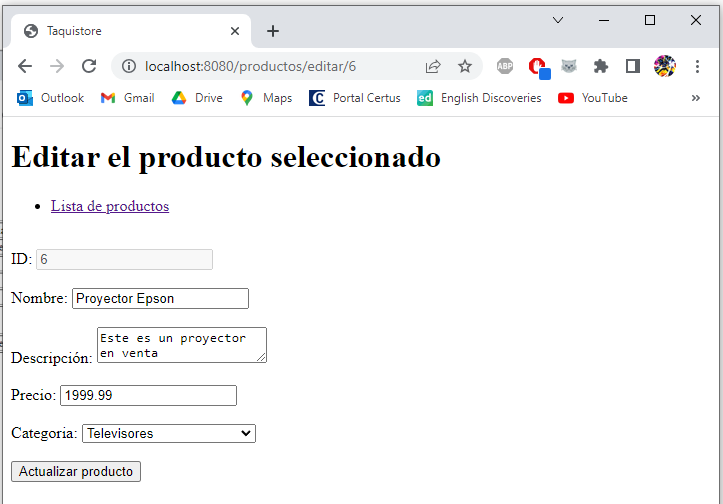 Taquistore
localhost:8080/productos/editar/6
ABP
Outlook Gmail Drive Maps Portal Certus ed English Discoveries YouTube »
Editar el producto seleccionado
• Lista de productos
ID: 6
Nombre: Proyector Epson
Descripción: Este es un proyector
en venta
Precio: 1999.99
Categoria: Televisores
Actualizar producto